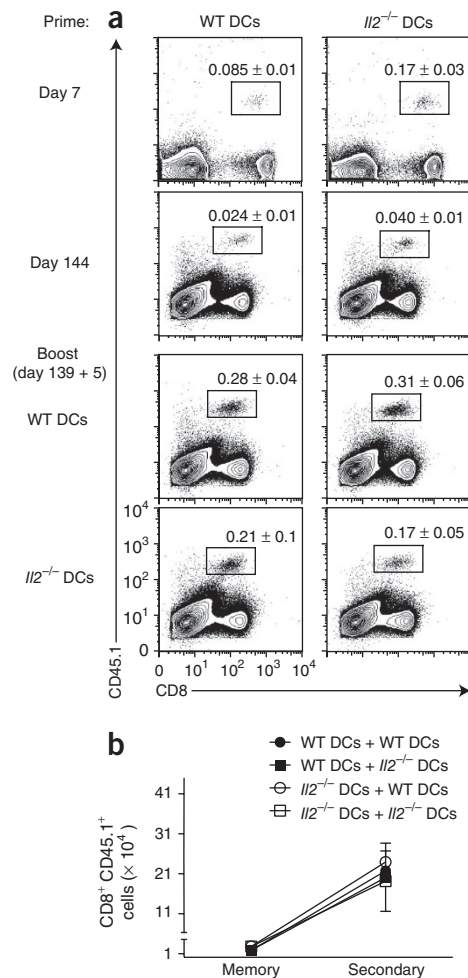 Prime:
a
WT DCs
Il2–/– DCs
Day 7
0.085 ± 0.01
0.17 ± 0.03
Day 144
0.024 ± 0.01
0.040 ± 0.01
Boost
(day 139 + 5)
WT DCs
0.28 ± 0.04
0.31 ± 0.06
Il2–/– DCs
0.21 ± 0.1
0.17 ± 0.05
10^4
10^3
10^2
10^1
0
CD45.1
0 10^1 10^2 10^3 10^4
CD8
b
WT DCs + WT DCs
WT DCs + Il2–/– DCs
Il2–/– DCs + WT DCs
Il2–/– DCs + Il2–/– DCs
CD8+ CD45.1+
cells (× 10^4)
41
31
21
11
1
Memory Secondary